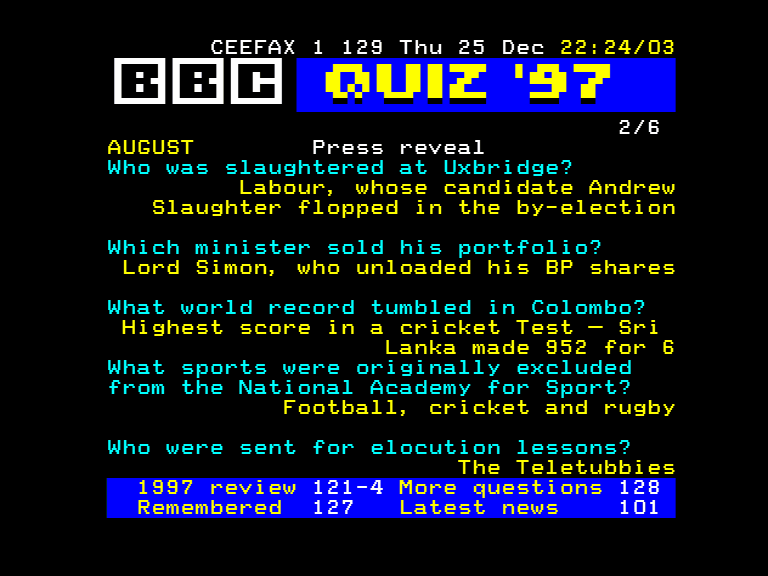 CEEFAX 1 129 Thu 25 Dec 22:24/03
BBC QUIZ '97
2/6
AUGUST Press reveal
Who was slaughtered at Uxbridge?
Labour, whose candidate Andrew
Slaughter flopped in the by-election
Which minister sold his portfolio?
Lord Simon, who unloaded his BP shares
What world record tumbled in Colombo?
Highest score in a cricket Test – Sri
Lanka made 952 for 6
What sports were originally excluded
from the National Academy for Sport?
Football, cricket and rugby
Who were sent for elocution lessons?
The Teletubbies
1997 review 121-4 More questions 128
Remembered 127 Latest news 101